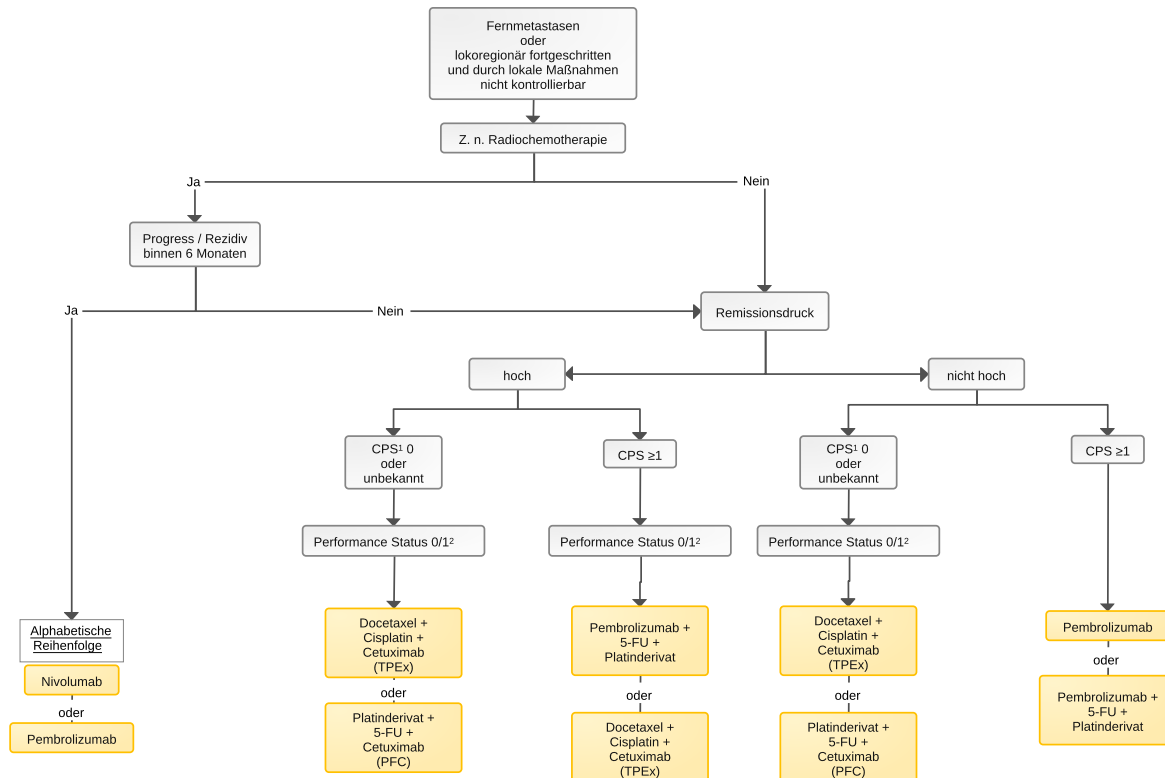 Fernmetastasen
oder
lokoregionär fortgeschritten
und durch lokale Maßnahmen
nicht kontrollierbar
Z. n. Radiochemotherapie
Ja
Nein
Progress / Rezidiv
binnen 6 Monaten
Ja
Nein
Remissionsdruck
hoch
nicht hoch
CPS¹ 0
oder
unbekannt
CPS ≥1
CPS¹ 0
oder
unbekannt
CPS ≥1
Performance Status 0/1²
Performance Status 0/1²
Performance Status 0/1²
Alphabetische
Reihenfolge
Nivolumab
oder
Pembrolizumab
Docetaxel +
Cisplatin +
Cetuximab
(TPEx)
oder
Platinderivat +
5-FU +
Cetuximab
(PFC)
Pembrolizumab +
5-FU +
Platinderivat
oder
Docetaxel +
Cisplatin +
Cetuximab
(TPEx)
Docetaxel +
Cisplatin +
Cetuximab
(TPEx)
oder
Platinderivat +
5-FU +
Cetuximab
(PFC)
Pembrolizumab
oder
Pembrolizumab +
5-FU +
Platinderivat